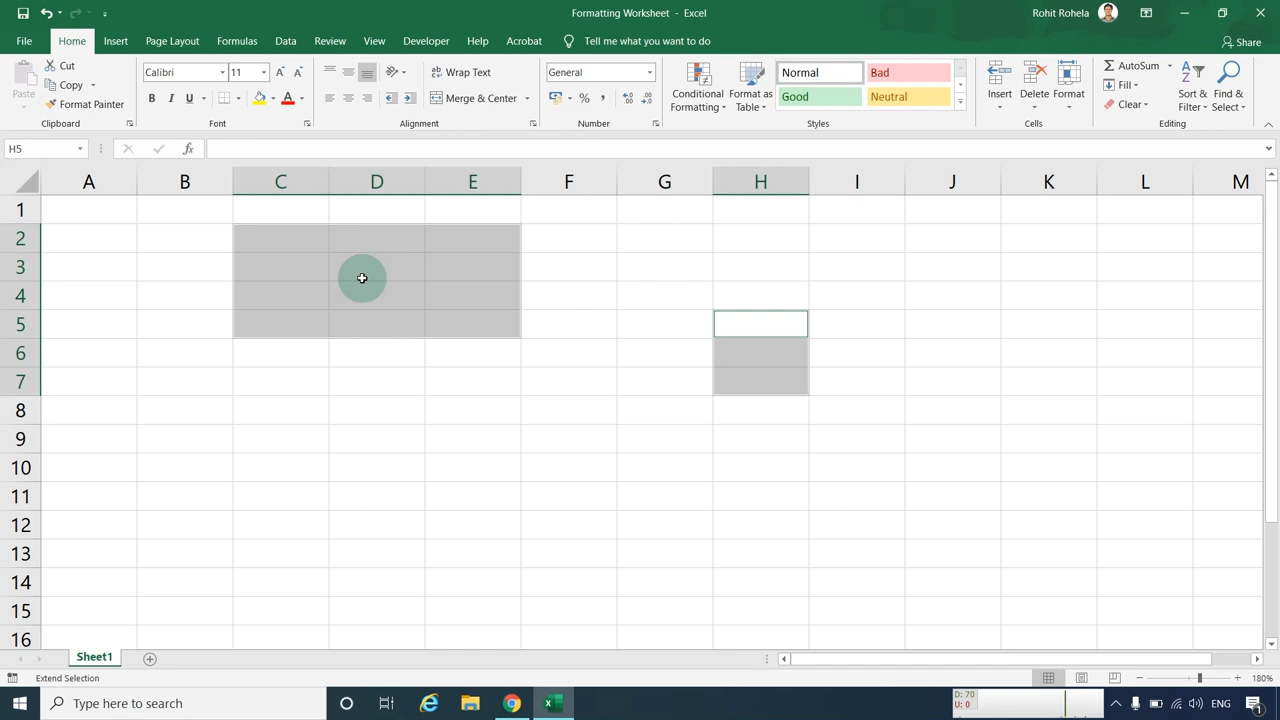 Formatting Worksheet - Excel
Rohit Rohela
File Home Insert Page Layout Formulas Data Review View Developer Help Acrobat Tell me what you want to do Share
Paste
Cut
Copy
Format Painter
Clipboard
Calibri 11
B I U
Font
Wrap Text
Merge & Center
Alignment
General
%
Number
Conditional Formatting
Format as Table
Normal Bad
Good Neutral
Styles
Insert Delete Format
Cells
AutoSum
Fill
Clear
Sort & Filter
Find & Select
Editing
H5 fx
A B C D E F G H I J K L M
1
2
3
4
5
6
7
8
9
10
11
12
13
14
15
16
Sheet1
Extend Selection 180%
Type here to search
D: 70
U: 0
ENG
1